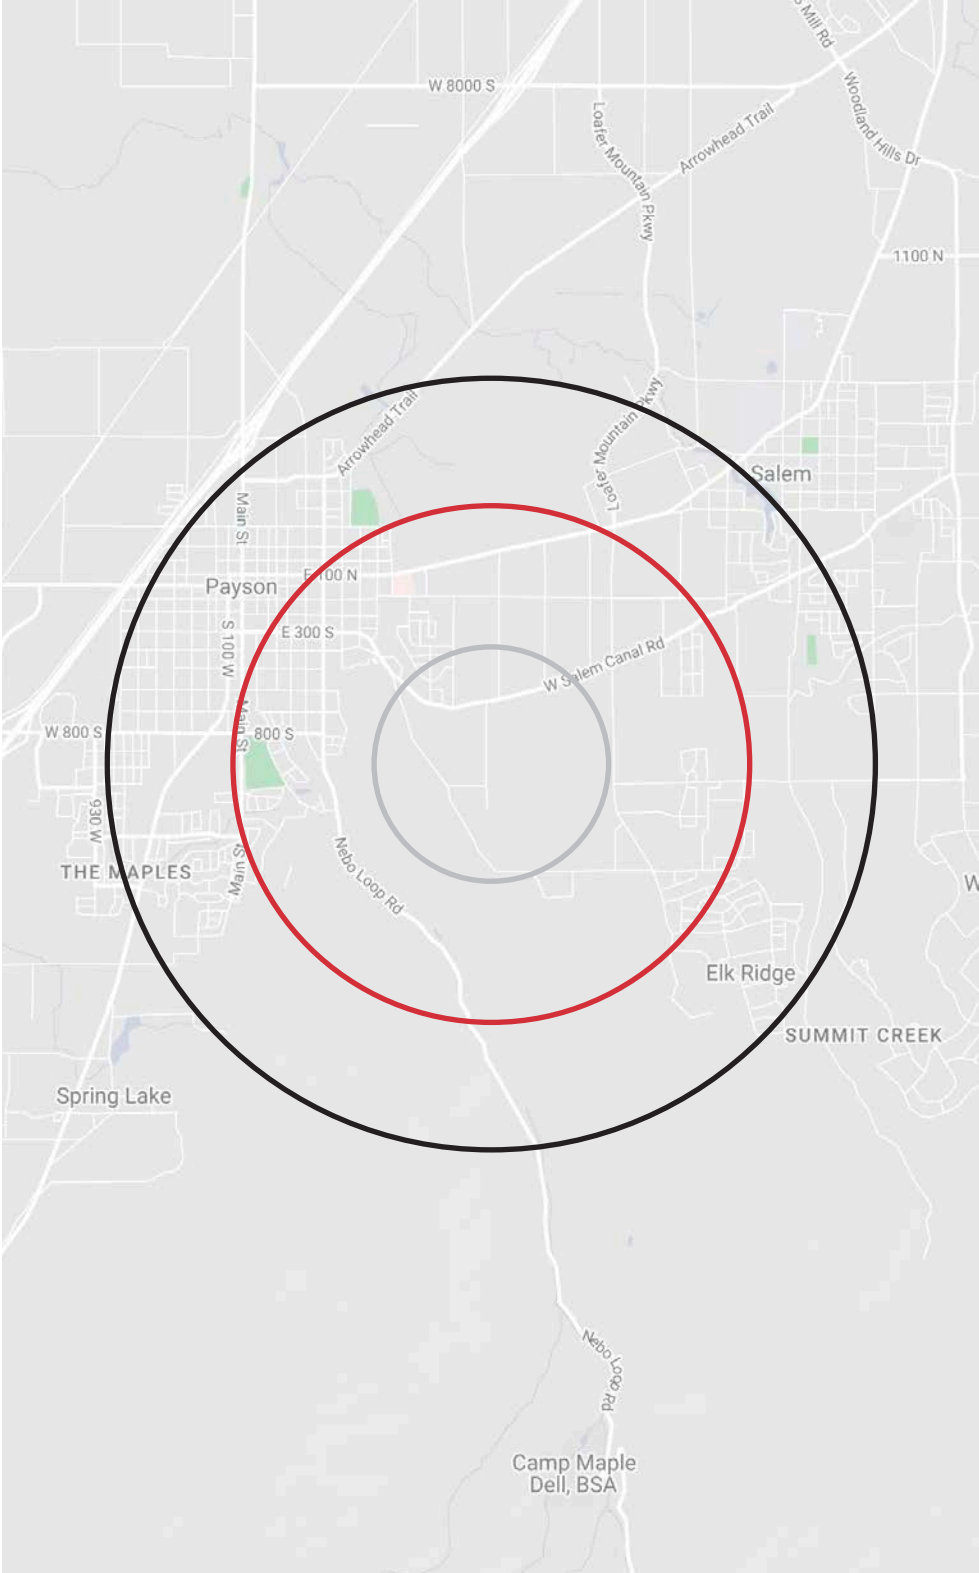 S Mill Rd
W 8000 S
Woodland Hills Dr
Loafer Mountain Pkwy
Arrowhead Trail
1100 N
Arrowhead Trail
Loafer Mountain Pkwy
Salem
Main St
E 100 N
Payson
S 100 W
E 300 S
W Salem Canal Rd
Main St
W 800 S
800 S
930 W
Nebo Loop Rd
Main St
THE MAPLES
W
Elk Ridge
SUMMIT CREEK
Spring Lake
Nebo Loop Rd
Camp Maple
Dell, BSA